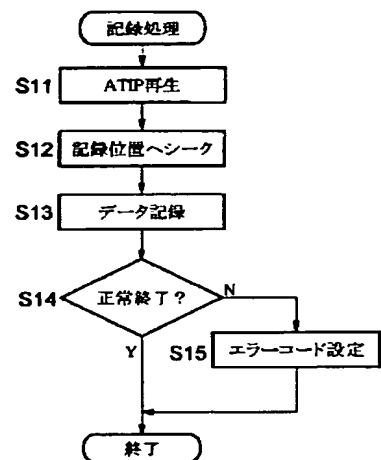 記録処理
S11 ATIP再生
S12 記録位置へシーク
S13 データ記録
S14 正常終了？ N
Y S15 エラーコード設定
終了